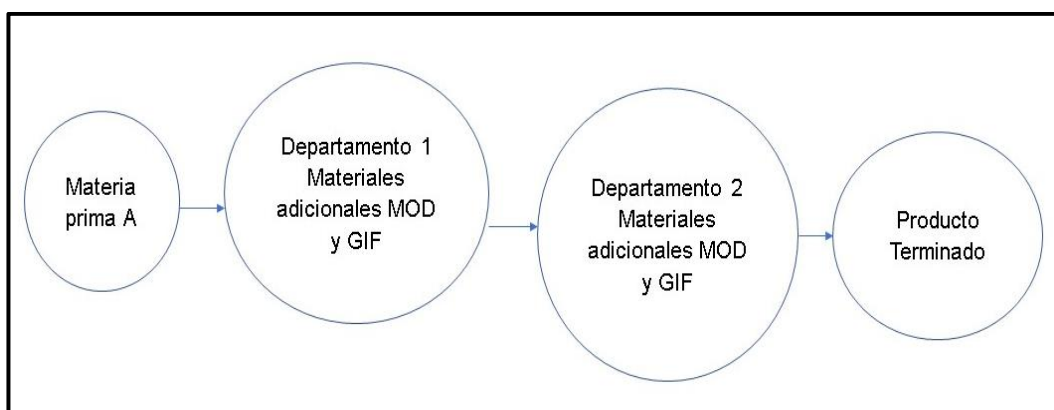 Materia
prima A
Departamento 1
Materiales
adicionales MOD
y GIF
Departamento 2
Materiales
adicionales MOD
y GIF
Producto
Terminado